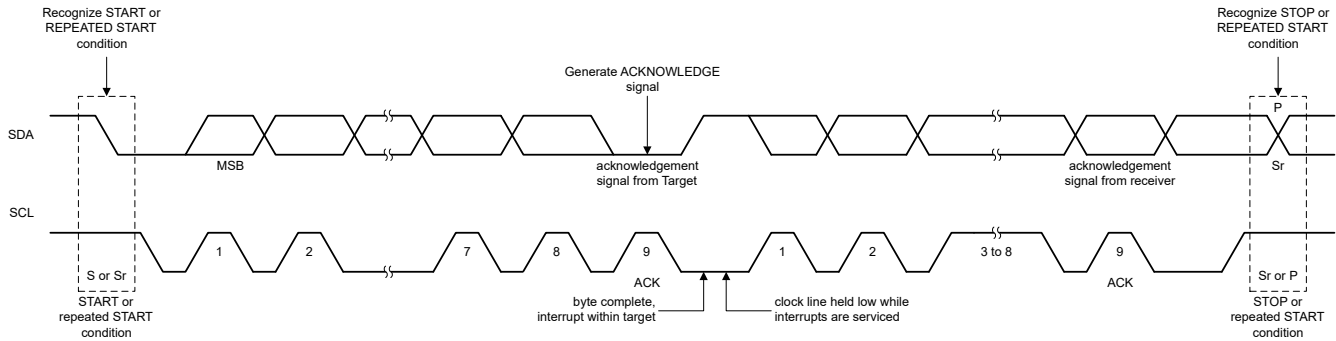 Recognize START or
REPEATED START
condition
Recognize STOP or
REPEATED START
condition
Generate ACKNOWLEDGE
signal
P
SDA
MSB
acknowledgement
signal from Target
acknowledgement
signal from receiver
Sr
SCL
1
2
7
8
9
1
2
3 to 8
9
S or Sr
ACK
ACK
Sr or P
START or
repeated START
condition
byte complete,
interrupt within target
clock line held low while
interrupts are serviced
STOP or
repeated START
condition